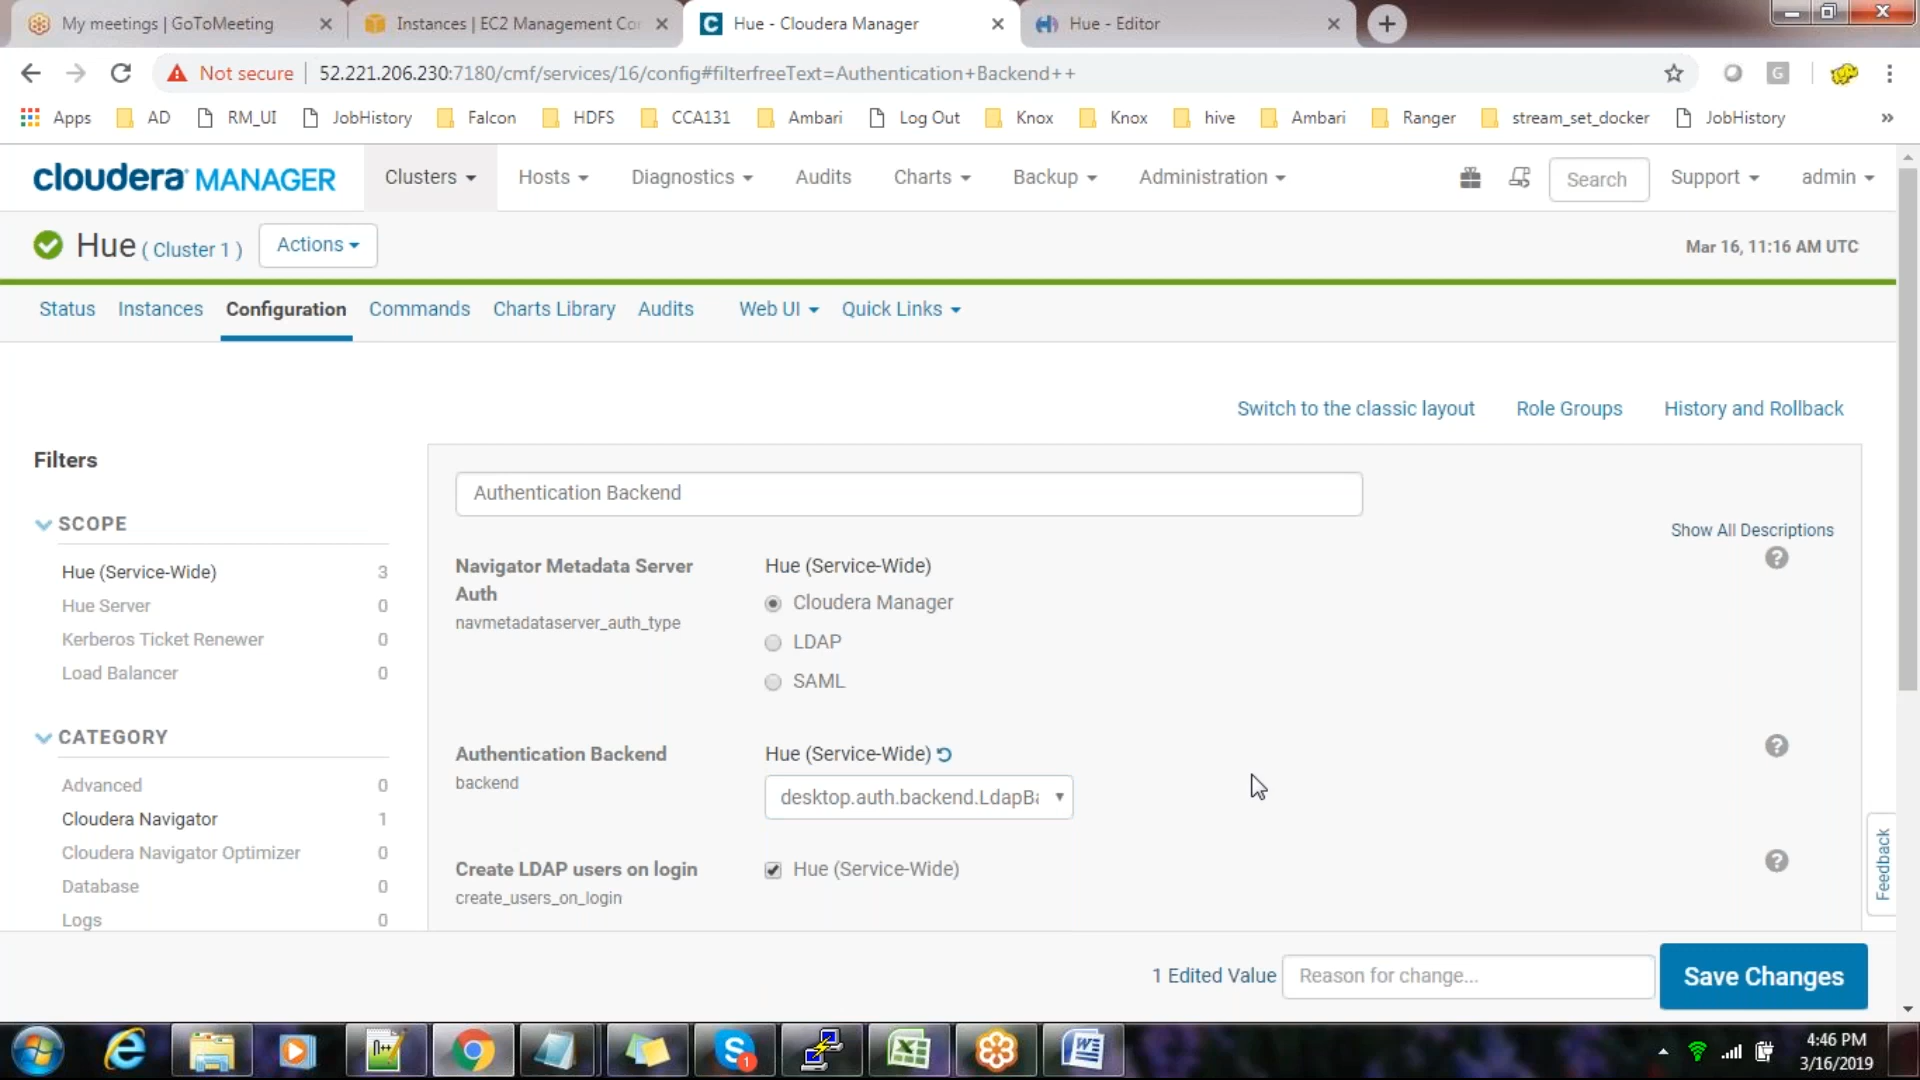 My meetings | GoToMeeting
Instances | EC2 Management Con
Hue - Cloudera Manager
Hue - Editor
Not secure
52.221.206.230:7180/cmf/services/16/config#filterfreeText=Authentication+Backend++
G
Apps
AD
RM_UI
JobHistory
Falcon
HDFS
CCA131
Ambari
Log Out
Knox
Knox
hive
Ambari
Ranger
stream_set_docker
JobHistory
»
cloudera MANAGER
Clusters
Hosts
Diagnostics
Audits
Charts
Backup
Administration
Search
Support
admin
Hue ( Cluster 1 )
Actions
Mar 16, 11:16 AM UTC
Status
Instances
Configuration
Commands
Charts Library
Audits
Web UI
Quick Links
Switch to the classic layout
Role Groups
History and Rollback
Filters
SCOPE
Hue (Service-Wide) 3
Hue Server 0
Kerberos Ticket Renewer 0
Load Balancer 0
CATEGORY
Advanced 0
Cloudera Navigator 1
Cloudera Navigator Optimizer 0
Database 0
Logs 0
Authentication Backend
Show All Descriptions
Navigator Metadata Server
Auth
navmetadataserver_auth_type
Hue (Service-Wide)
Cloudera Manager
LDAP
SAML
Authentication Backend
backend
Hue (Service-Wide)
desktop.auth.backend.LdapBa
Create LDAP users on login
create_users_on_login
Hue (Service-Wide)
Feedback
1 Edited Value
Reason for change...
Save Changes
4:46 PM
3/16/2019